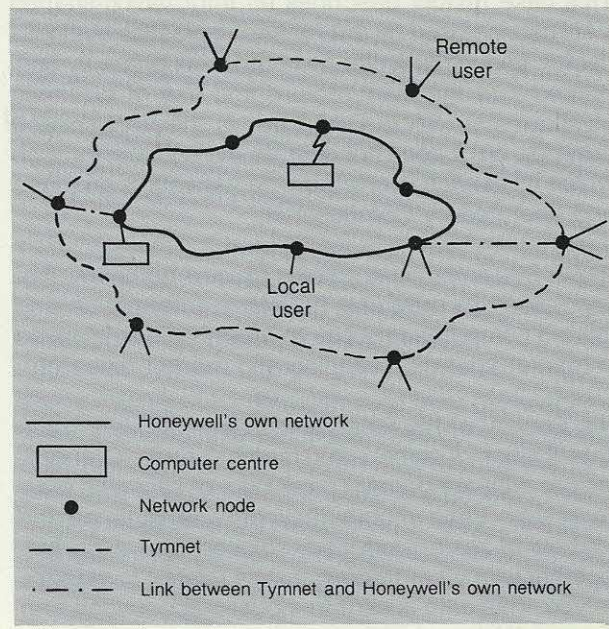 Remote
user
Local
user
Honeywell's own network
Computer centre
Network node
Tymnet
Link between Tymnet and Honeywell's own network